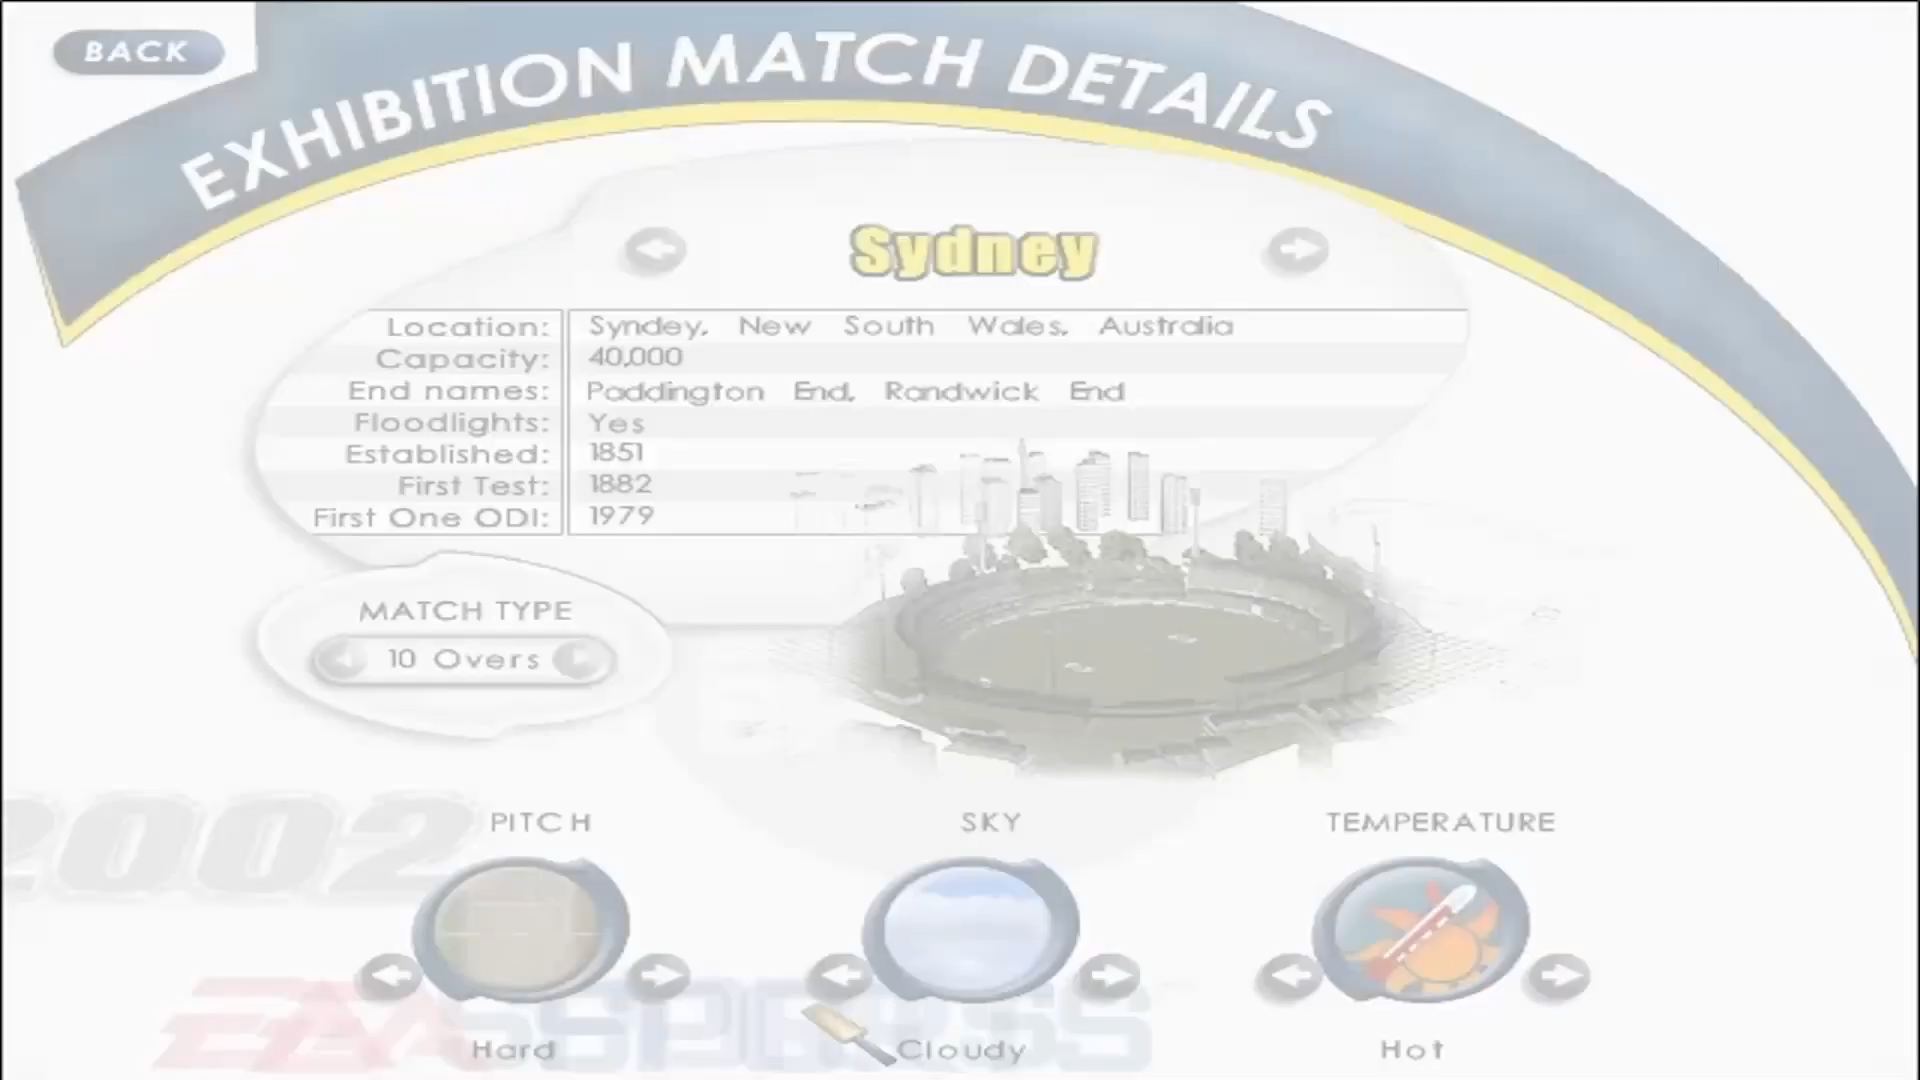 BACK
EXHIBITION MATCH DETAILS
Sydney
Location: Syndey, New South Wales, Australia
Capacity: 40,000
End names: Paddington End, Randwick End
Floodlights: Yes
Established: 1851
First Test: 1882
First One ODI: 1979
MATCH TYPE
10 Overs
2002
PITCH SKY TEMPERATURE
Hard Cloudy Hot